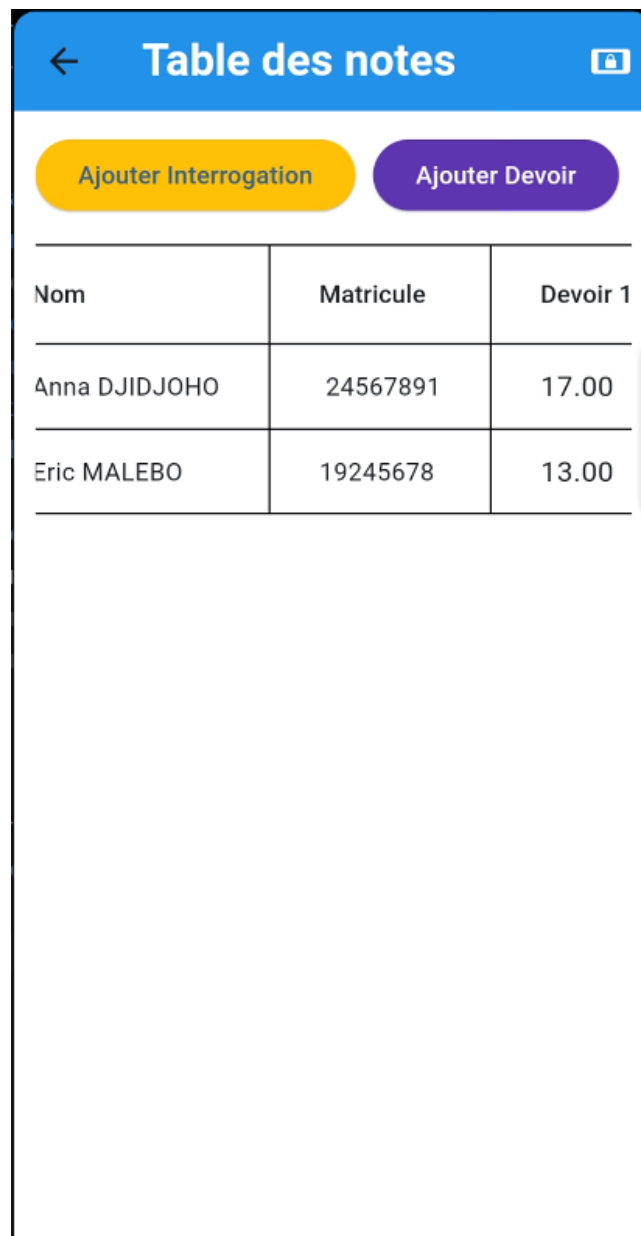 Table des notes
Ajouter Interrogation Ajouter Devoir
Nom Matricule Devoir 1
Anna DJIDJOHO 24567891 17.00
Eric MALEBO 19245678 13.00